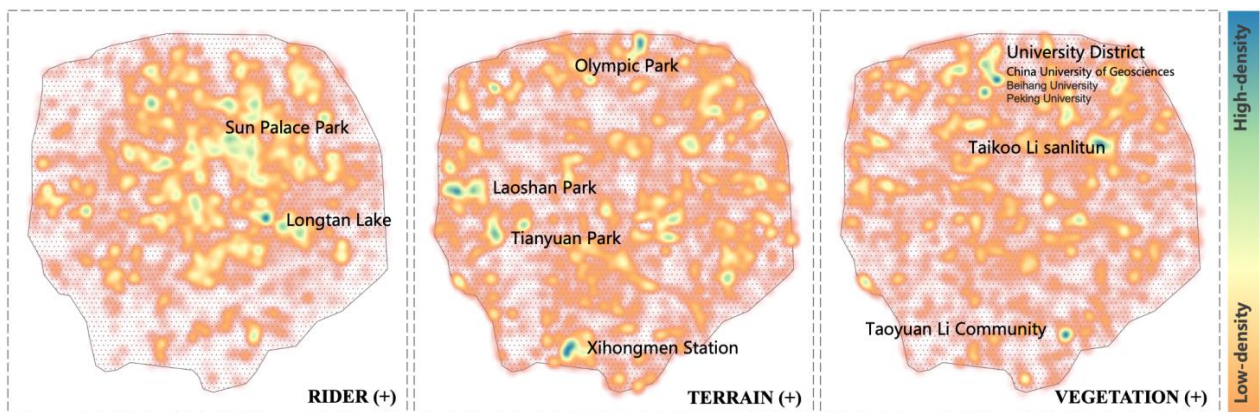 Sun Palace Park
Longtan Lake
RIDER (+)
Olympic Park
Laoshan Park
Tianyuan Park
Xihongmen Station
TERRAIN (+)
University District
China University of Geosciences
Beihang University
Peking University
Taikoo Li sanlitun
Taoyuan Li Community
VEGETATION (+)
High-density
Low-density